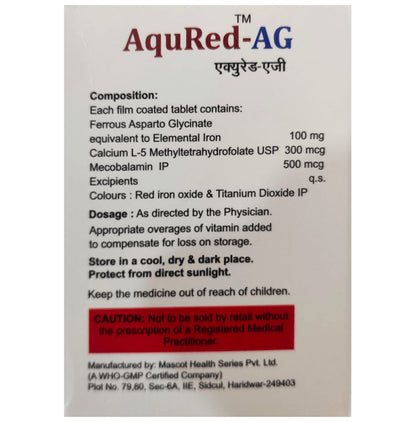 TM
AquRed-AG
एक्युरेड-एजी
Composition:
Each film coated tablet contains:
Ferrous Asparto Glycinate
equivalent to Elemental Iron 100 mg
Calcium L-5 Methyltetrahydrofolate USP 300 mcg
Mecobalamin IP 500 mcg
Excipients q.s.
Colours : Red iron oxide & Titanium Dioxide IP
Dosage : As directed by the Physician.
Appropriate overages of vitamin added
to compensate for loss on storage.
Store in a cool, dry & dark place.
Protect from direct sunlight.
Keep the medicine out of reach of children.
CAUTION: Not to be sold by retail without
the prescription of a Registered Medical
Practitioner.
Manufactured by: Mascot Health Series Pvt. Ltd.
(A WHO-GMP Certified Company)
Plot No. 79,80, Sec-6A, IIE, Sidcul, Haridwar-249403